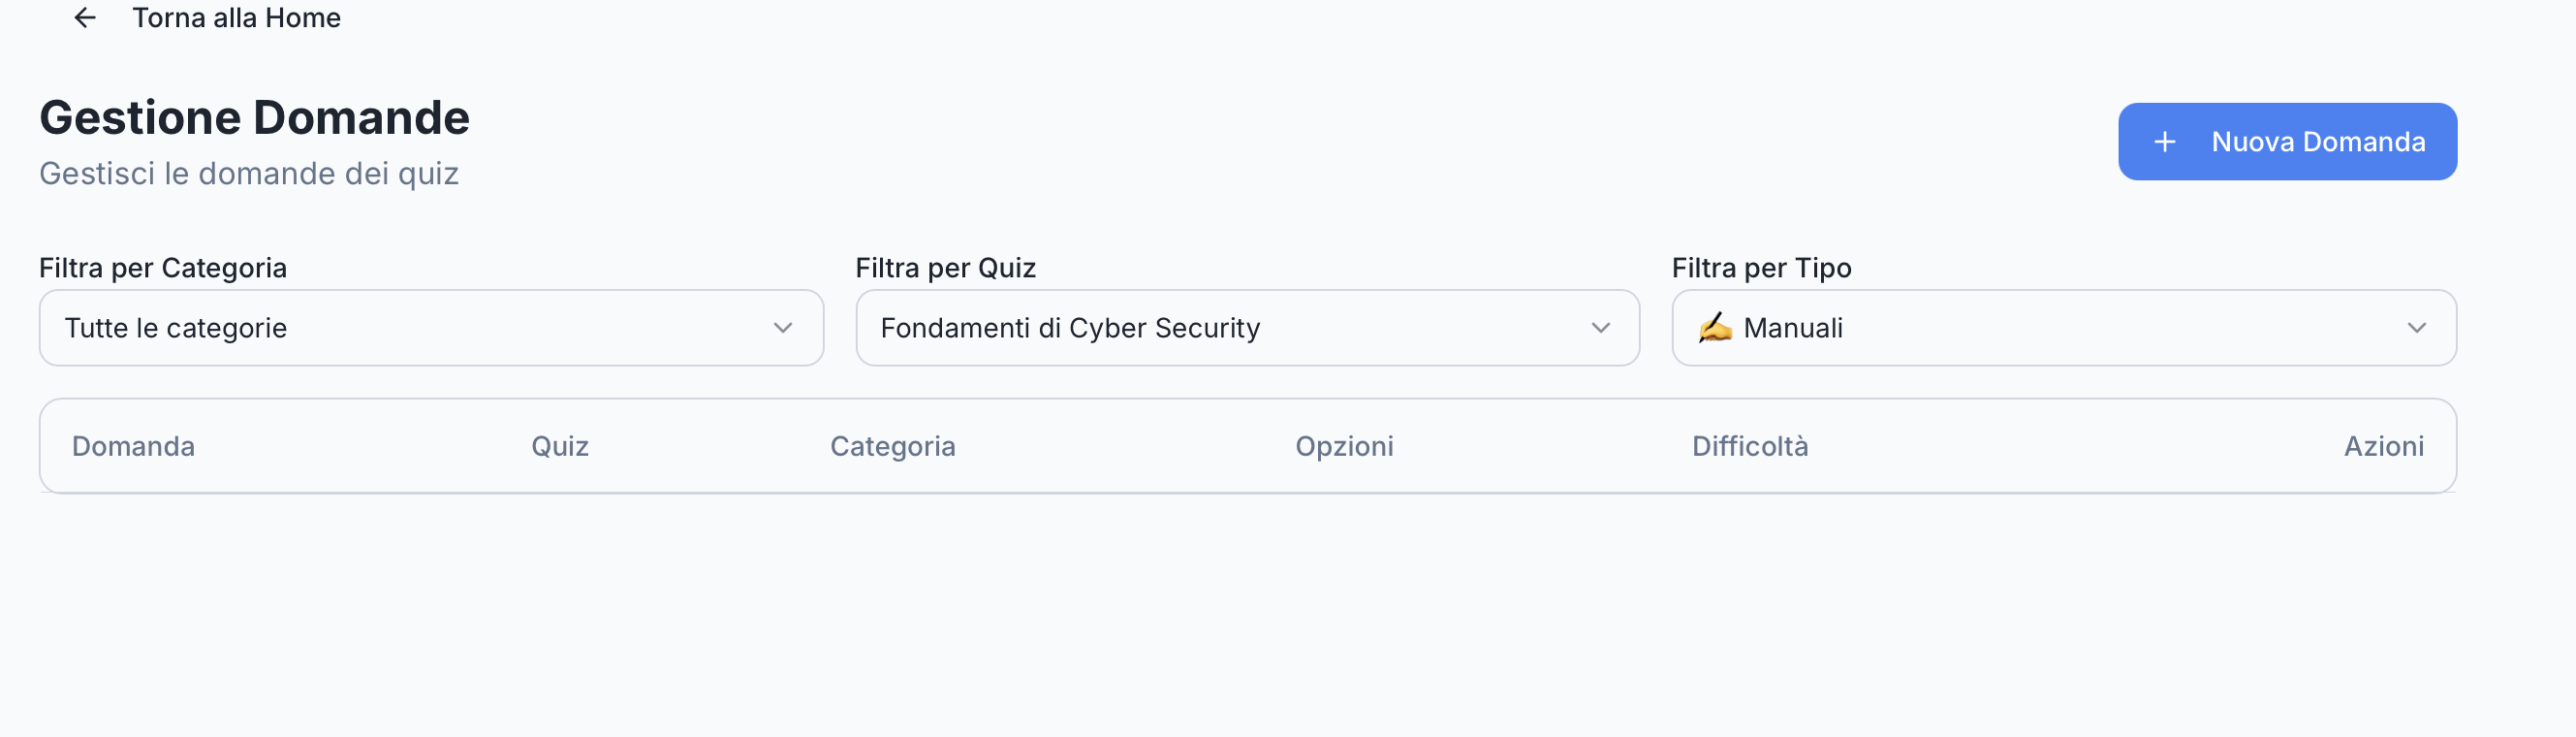 Torna alla Home
Gestione Domande
Gestisci le domande dei quiz
Nuova Domanda
Filtra per Categoria
Filtra per Quiz
Filtra per Tipo
Tutte le categorie
Fondamenti di Cyber Security
✍️ Manuali
Domanda Quiz Categoria Opzioni Difficoltà Azioni